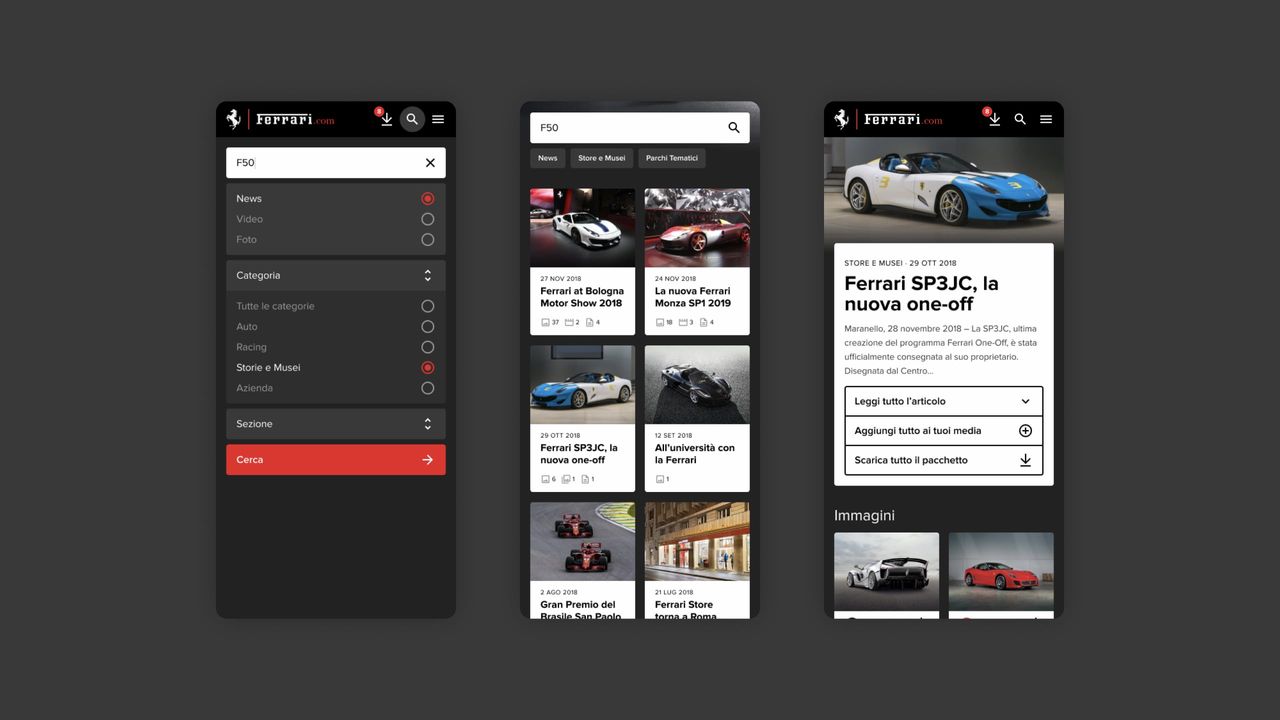 Ferrari.com
8
F50
News
Video
Foto
Categoria
Tutte le categorie
Auto
Racing
Storie e Musei
Azienda
Sezione
Cerca
F50
News
Store e Musei
Parchi Tematici
27 NOV 2018
Ferrari at Bologna
Motor Show 2018
37 2 4
24 NOV 2018
La nuova Ferrari
Monza SP1 2019
18 3 4
29 OTT 2018
Ferrari SP3JC, la
nuova one-off
6 1 1
12 SET 2018
All'università con
la Ferrari
1
2 AGO 2018
Gran Premio del
Brasile San Paolo
21 LUG 2018
Ferrari Store
torna a Roma
Ferrari.com
8
3
3
STORE E MUSEI · 29 OTT 2018
Ferrari SP3JC, la
nuova one-off
Maranello, 28 novembre 2018 – La SP3JC, ultima
creazione del programma Ferrari One-Off, è stata
ufficialmente consegnata al suo proprietario.
Disegnata dal Centro...
Leggi tutto l'articolo
Aggiungi tutto ai tuoi media
Scarica tutto il pacchetto
Immagini